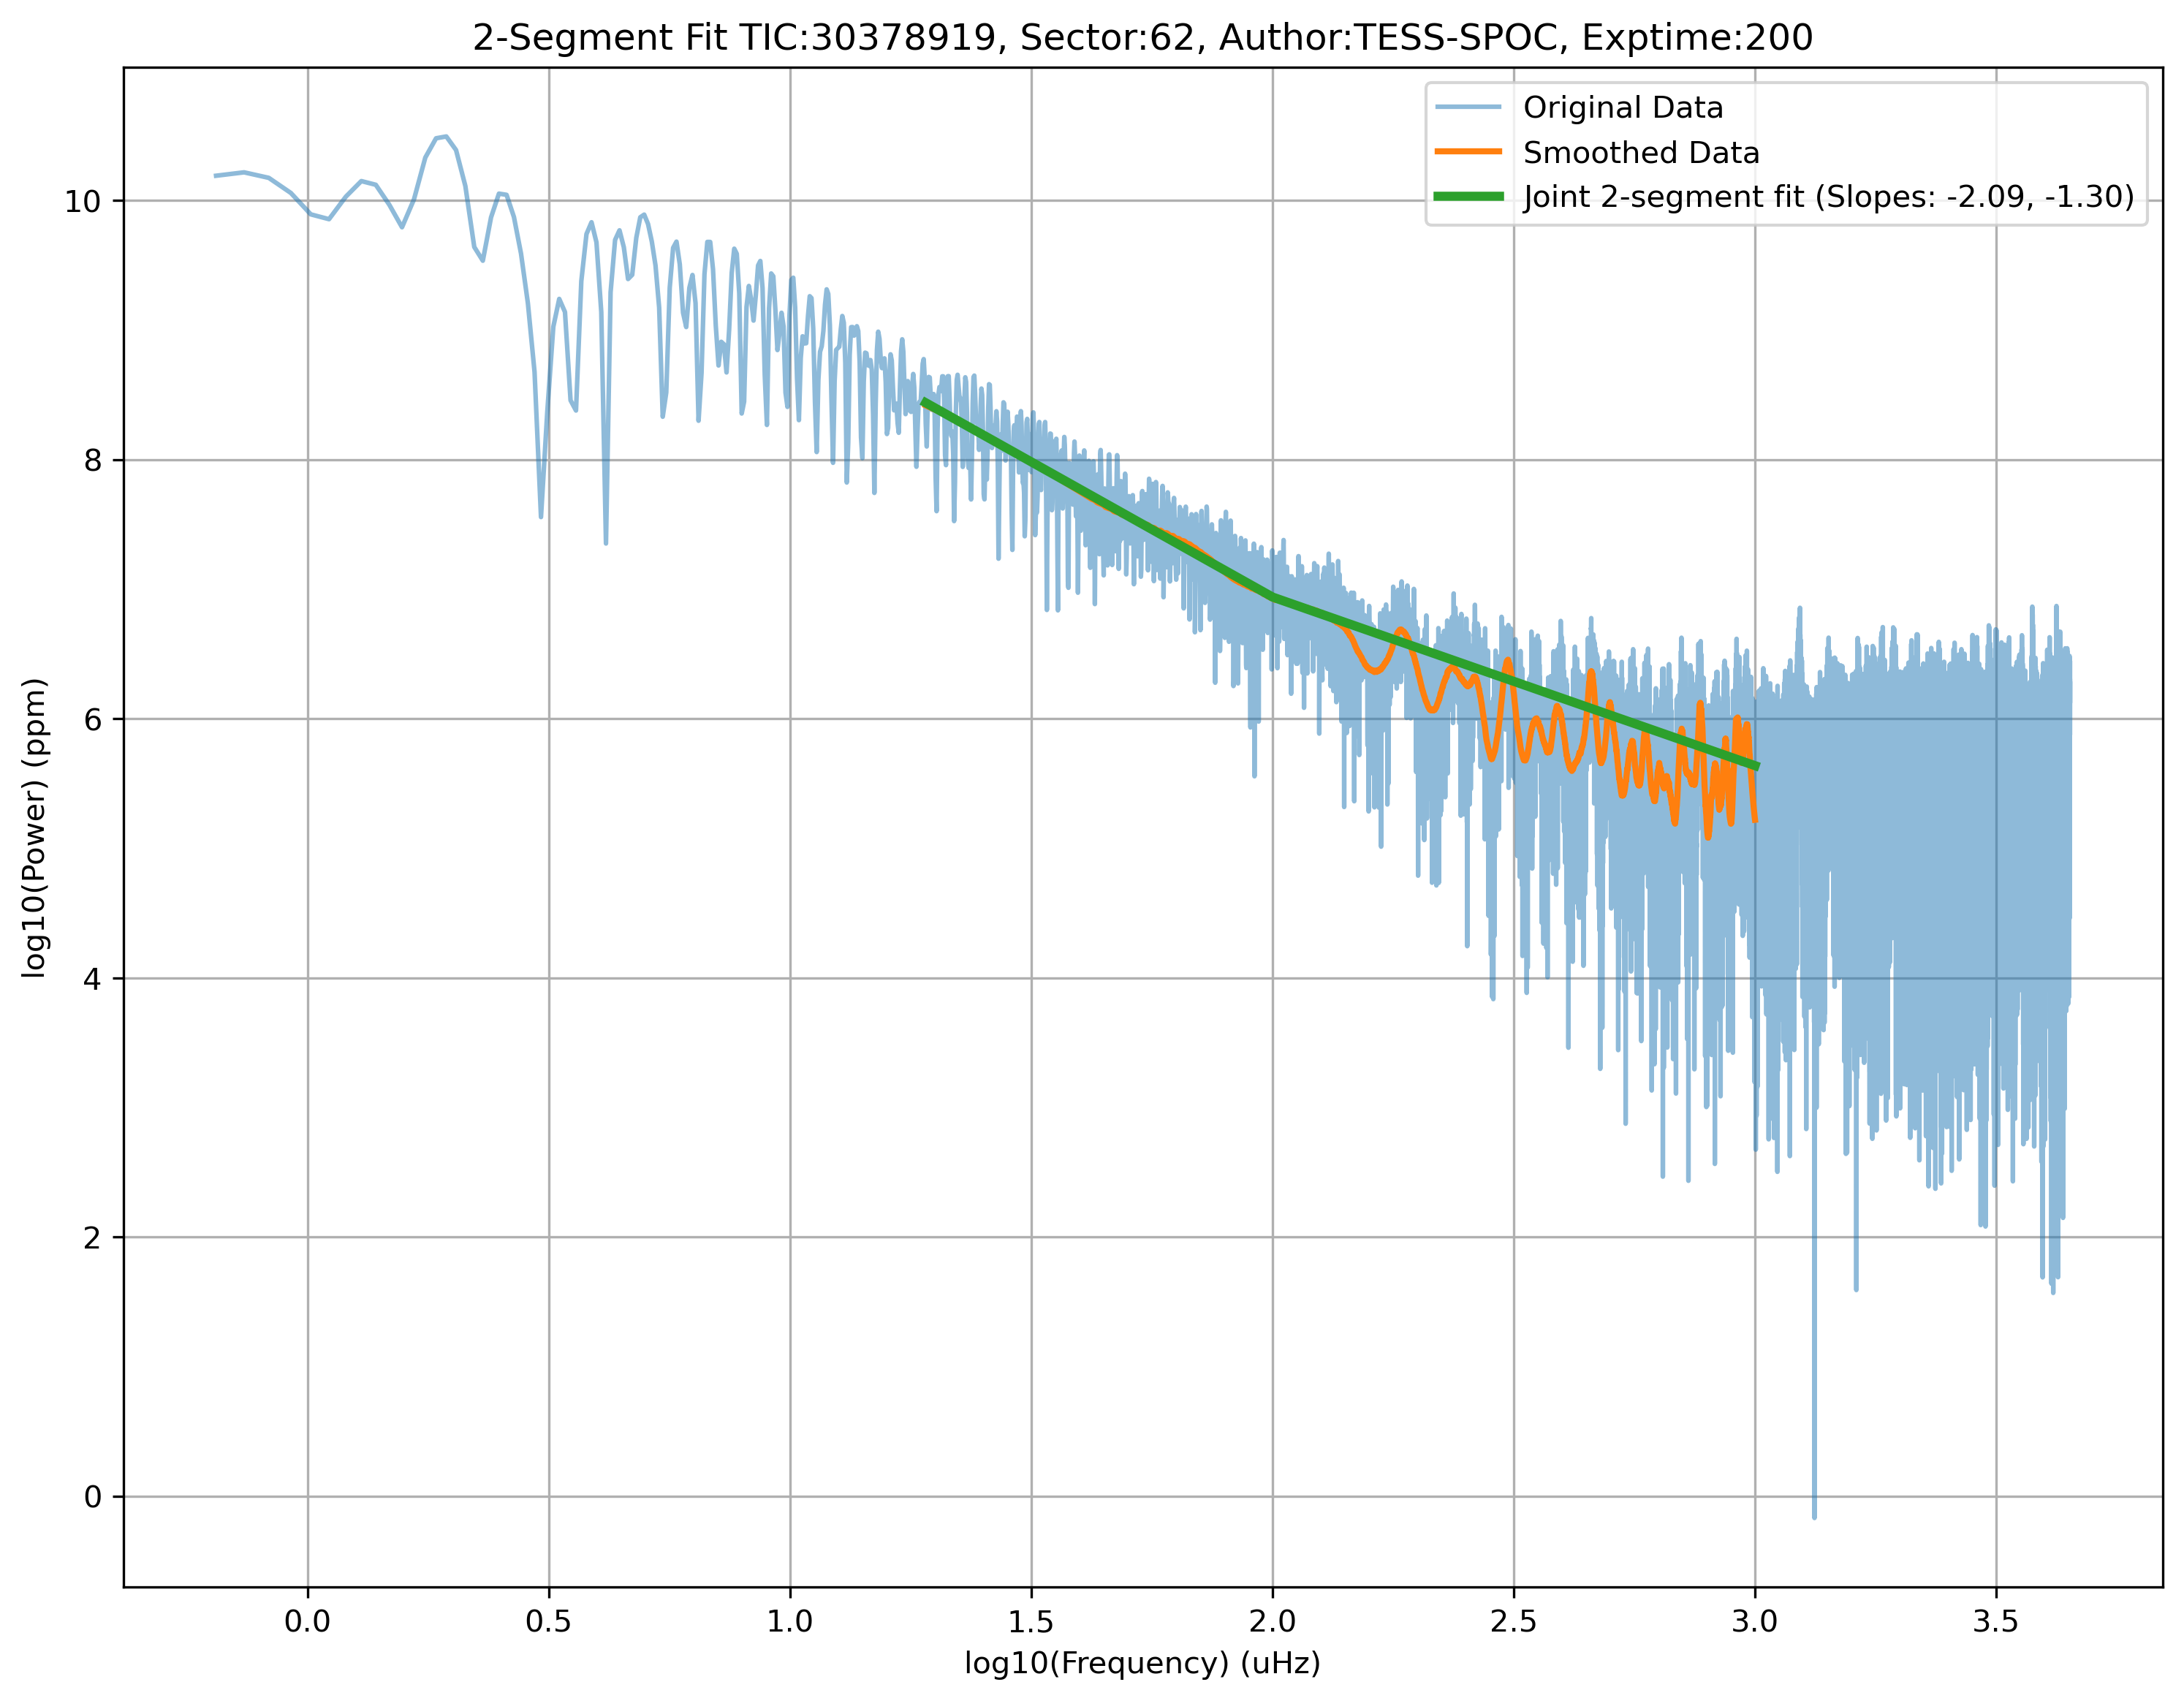 2-Segment Fit TIC:30378919, Sector:62, Author:TESS-SPOC, Exptime:200
Original Data
Smoothed Data
Joint 2-segment fit (Slopes: -2.09, -1.30)
log10(Power) (ppm)
10
8
6
4
2
0
0.0 0.5 1.0 1.5 2.0 2.5 3.0 3.5
log10(Frequency) (uHz)